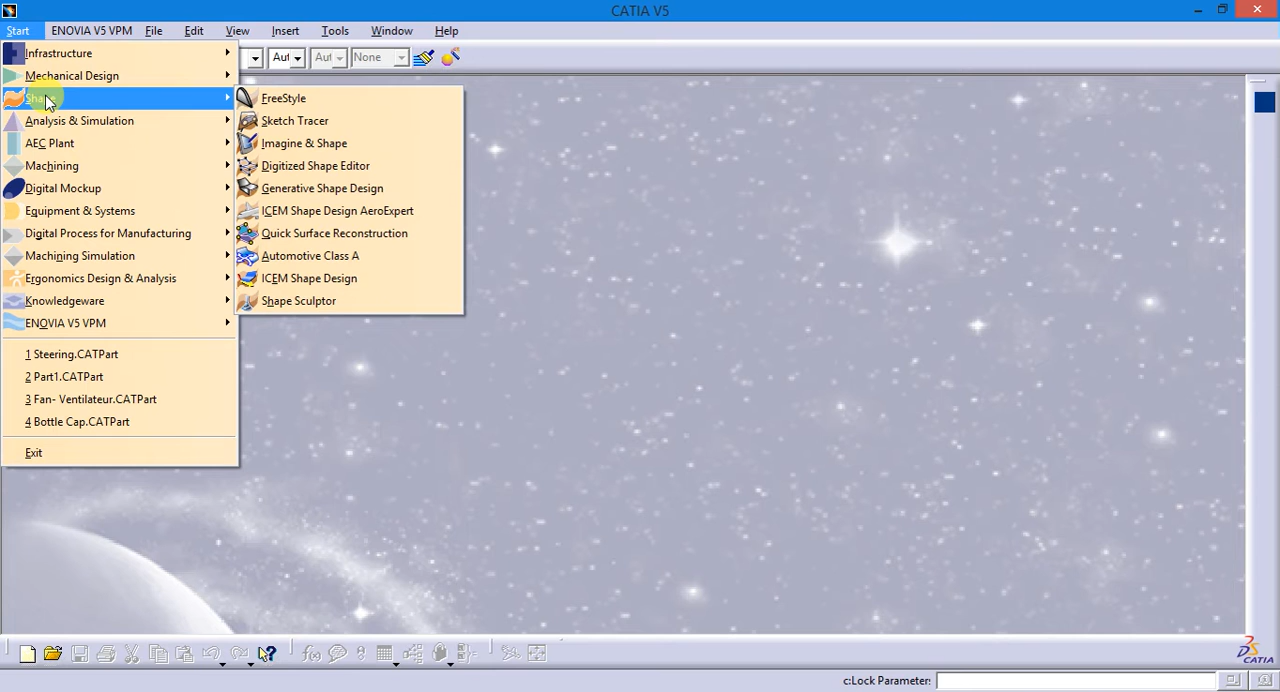 CATIA V5
Start ENOVIA V5 VPM File Edit View Insert Tools Window Help
Infrastructure
Mechanical Design
Aut Aut None
FreeStyle
Analysis & Simulation
Sketch Tracer
AEC Plant
Imagine & Shape
Machining
Digitized Shape Editor
Digital Mockup
Generative Shape Design
Equipment & Systems
ICEM Shape Design AeroExpert
Digital Process for Manufacturing
Quick Surface Reconstruction
Machining Simulation
Automotive Class A
Ergonomics Design & Analysis
ICEM Shape Design
Knowledgeware
Shape Sculptor
ENOVIA V5 VPM
1 Steering.CATPart
2 Part1.CATPart
3 Fan- Ventilateur.CATPart
4 Bottle Cap.CATPart
Exit
CATIA
c:Lock Parameter: